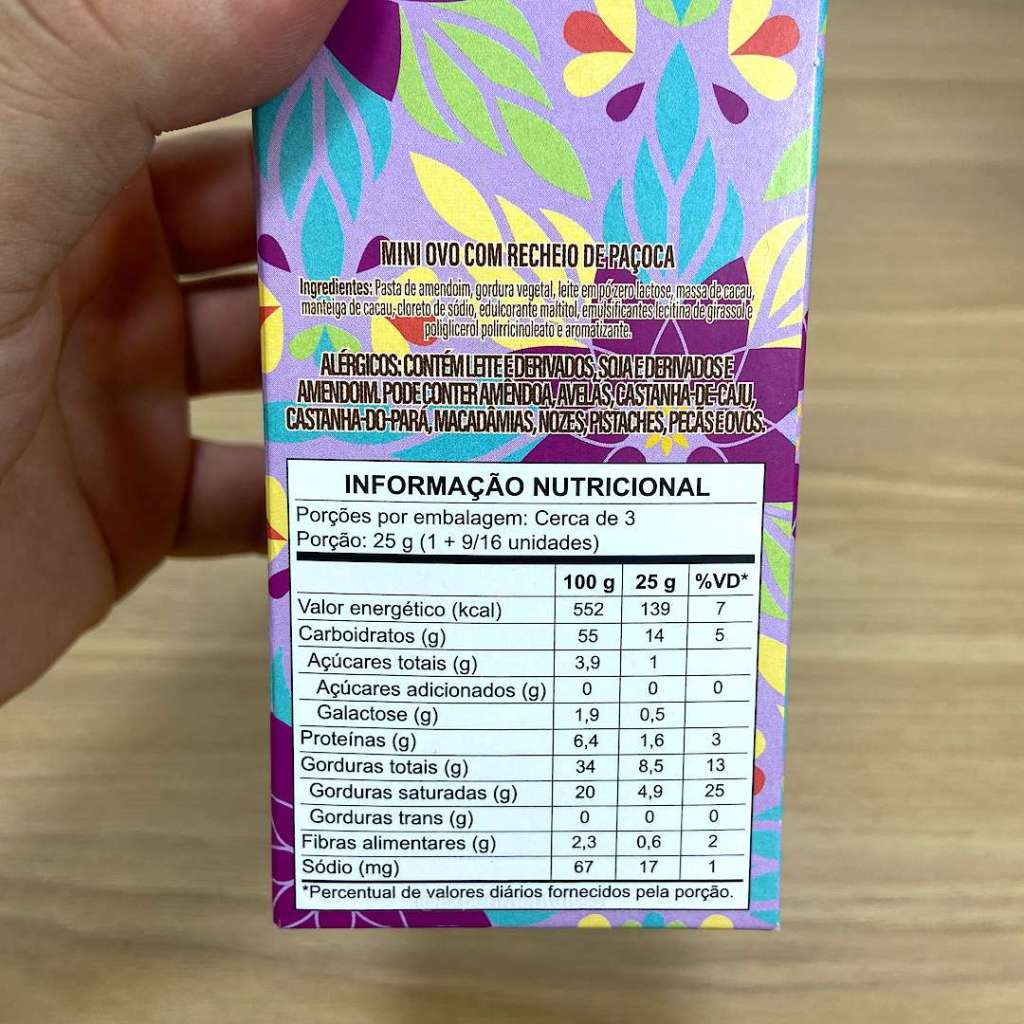 MINI OVO COM RECHEIO DE PAÇOCA
Ingredientes: Pasta de amendoim, gordura vegetal, leite em pó zero lactose, massa de cacau,
manteiga de cacau, cloreto de sódio, edulcorante maltitol, emulsificantes lecitina de girassol e
poliglicerol polirricinoleato e aromatizante.
ALÉRGICOS: CONTÉM LEITE E DERIVADOS, SOJA E DERIVADOS E
AMENDOIM. PODE CONTER AMÊNDOA, AVELÃS, CASTANHA-DE-CAJU,
CASTANHA-DO-PARÁ, MACADÂMIAS, NOZES, PISTACHES, PECÃS E OVOS.
INFORMAÇÃO NUTRICIONAL
Porções por embalagem: Cerca de 3
Porção: 25 g (1 + 9/16 unidades)
100 g 25 g %VD*
Valor energético (kcal) 552 139 7
Carboidratos (g) 55 14 5
Açúcares totais (g) 3,9 1
Açúcares adicionados (g) 0 0 0
Galactose (g) 1,9 0,5
Proteínas (g) 6,4 1,6 3
Gorduras totais (g) 34 8,5 13
Gorduras saturadas (g) 20 4,9 25
Gorduras trans (g) 0 0 0
Fibras alimentares (g) 2,3 0,6 2
Sódio (mg) 67 17 1
*Percentual de valores diários fornecidos pela porção.